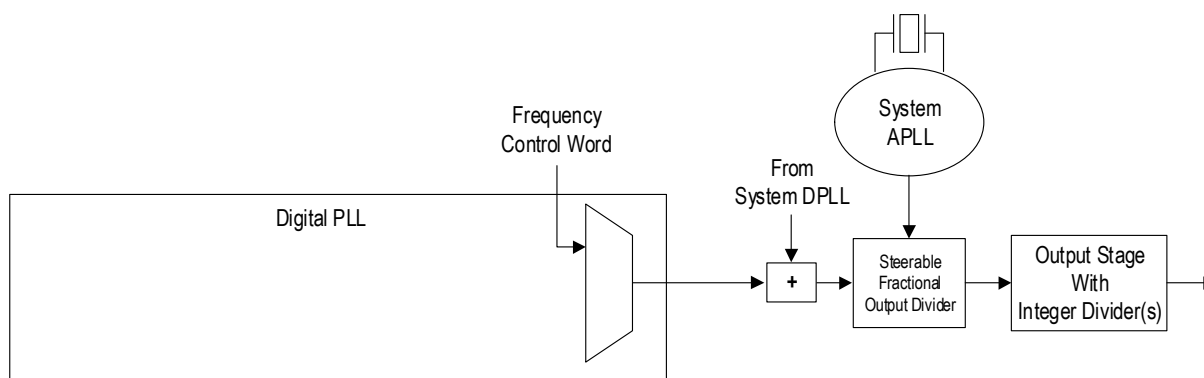 System
APLL
Frequency
Control Word
From
System DPLL
Digital PLL
+
Steerable
Fractional
Output Divider
Output Stage
With
Integer Divider(s)